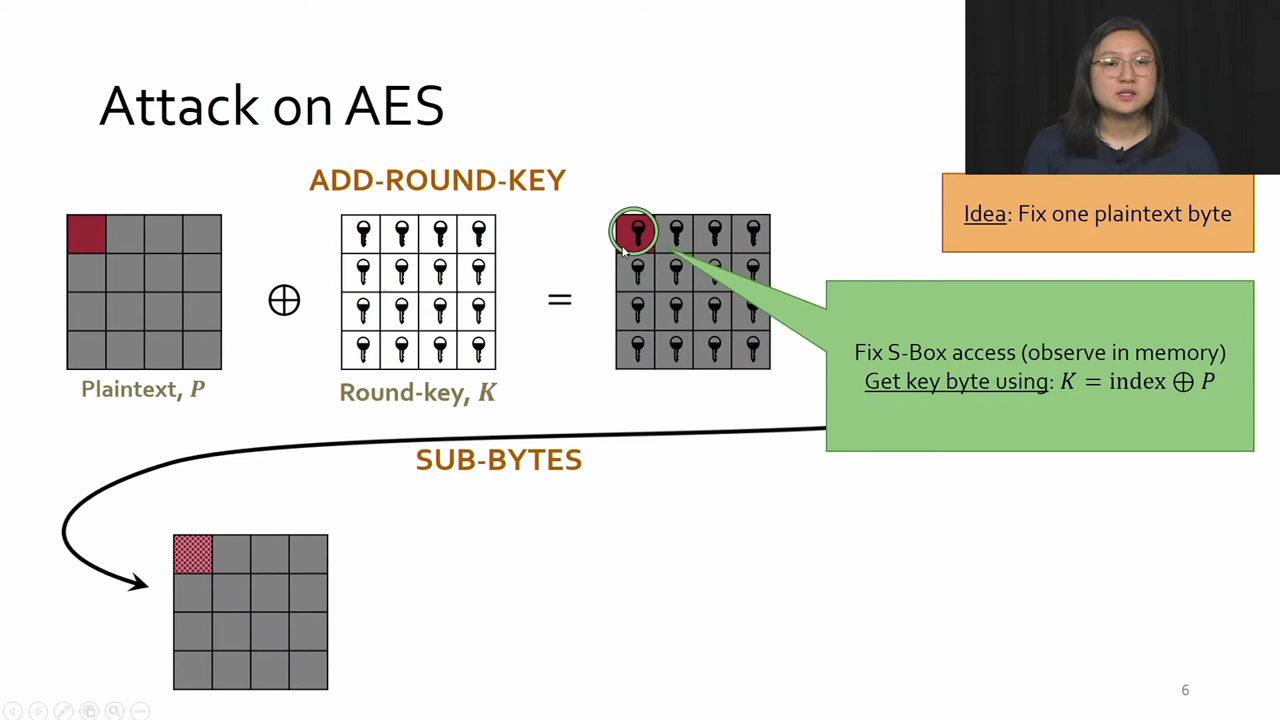 Attack on AES
ADD-ROUND-KEY
Idea: Fix one plaintext byte
⊕
=
Fix S-Box access (observe in memory)
Get key byte using: K = index ⊕ P
Plaintext, P
Round-key, K
SUB-BYTES
6